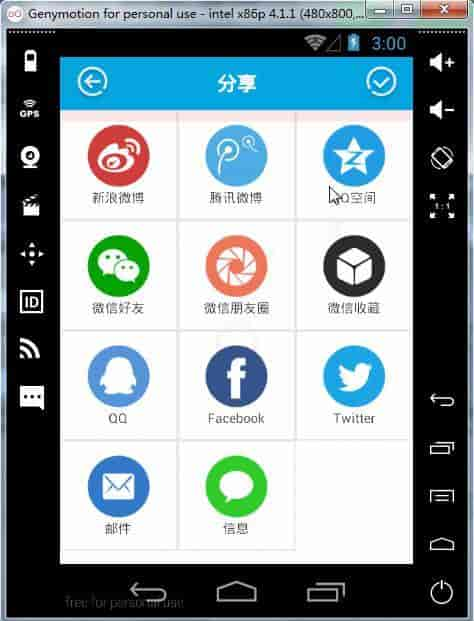 Genymotion for personal use - intel x86p 4.1.1 (480x800,...
3:00
分享
GPS
新浪微博
腾讯微博
QQ空间
微信好友
微信朋友圈
微信收藏
1:1
ID
QQ
Facebook
Twitter
邮件
信息
free for personal use